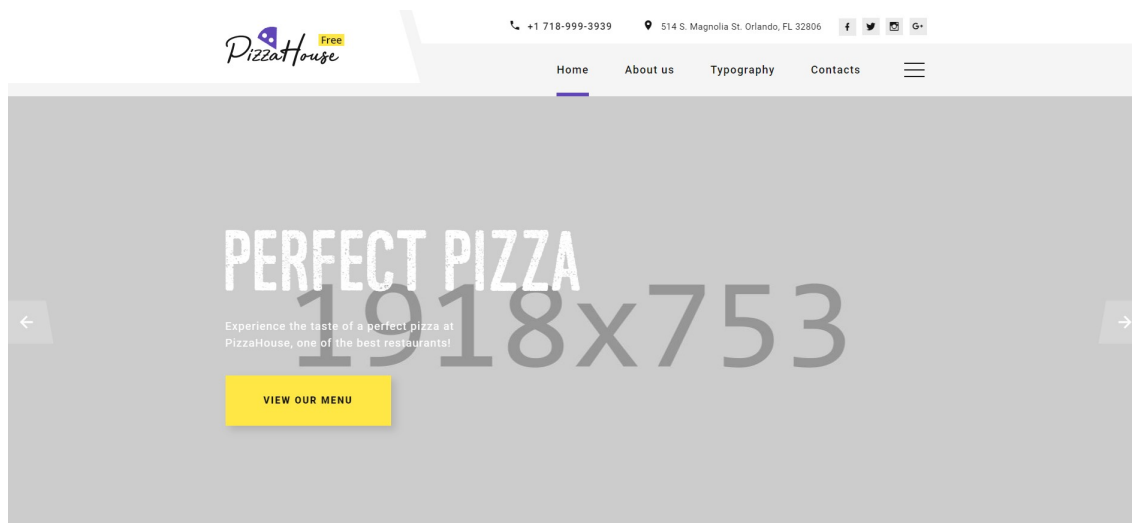 Free
PizzaHouse
+1 718-999-3939
514 S. Magnolia St. Orlando, FL 32806
G+
Home
About us
Typography
Contacts
PERFECT PIZZA
1918x753
Experience the taste of a perfect pizza at
PizzaHouse, one of the best restaurants!
VIEW OUR MENU